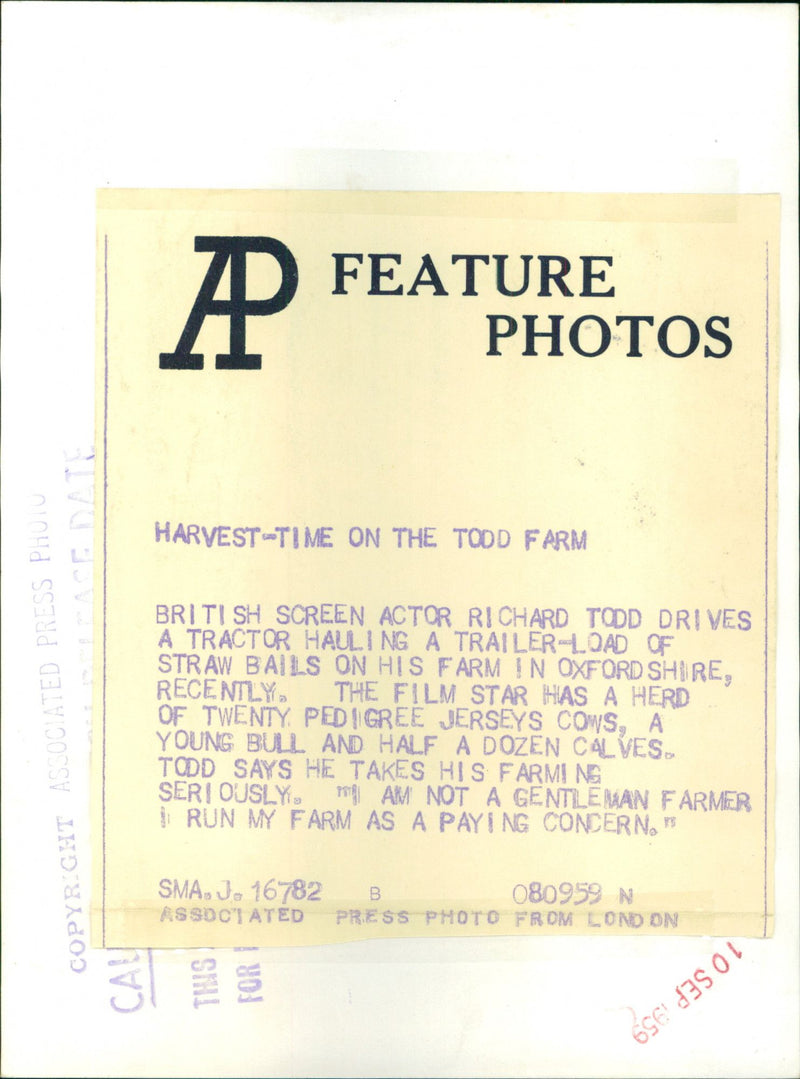 AP FEATURE
PHOTOS
HARVEST-TIME ON THE TODD FARM
BRITISH SCREEN ACTOR RICHARD TODD DRIVES
A TRACTOR HAULING A TRAILER-LOAD OF
STRAW BAILS ON HIS FARM IN OXFORDSHIRE,
RECENTLY. THE FILM STAR HAS A HERD
OF TWENTY PEDIGREE JERSEYS COWS, A
YOUNG BULL AND HALF A DOZEN CALVES.
TODD SAYS HE TAKES HIS FARMING
SERIOUSLY. "I AM NOT A GENTLEMAN FARMER
I RUN MY FARM AS A PAYING CONCERN."
SMA.J. 16782 B 080959 N
ASSOCIATED PRESS PHOTO FROM LONDON
COPYRIGHT ASSOCIATED PRESS PHOTO
RELEASE DATE
THIS
FOR
10 SEP 1959